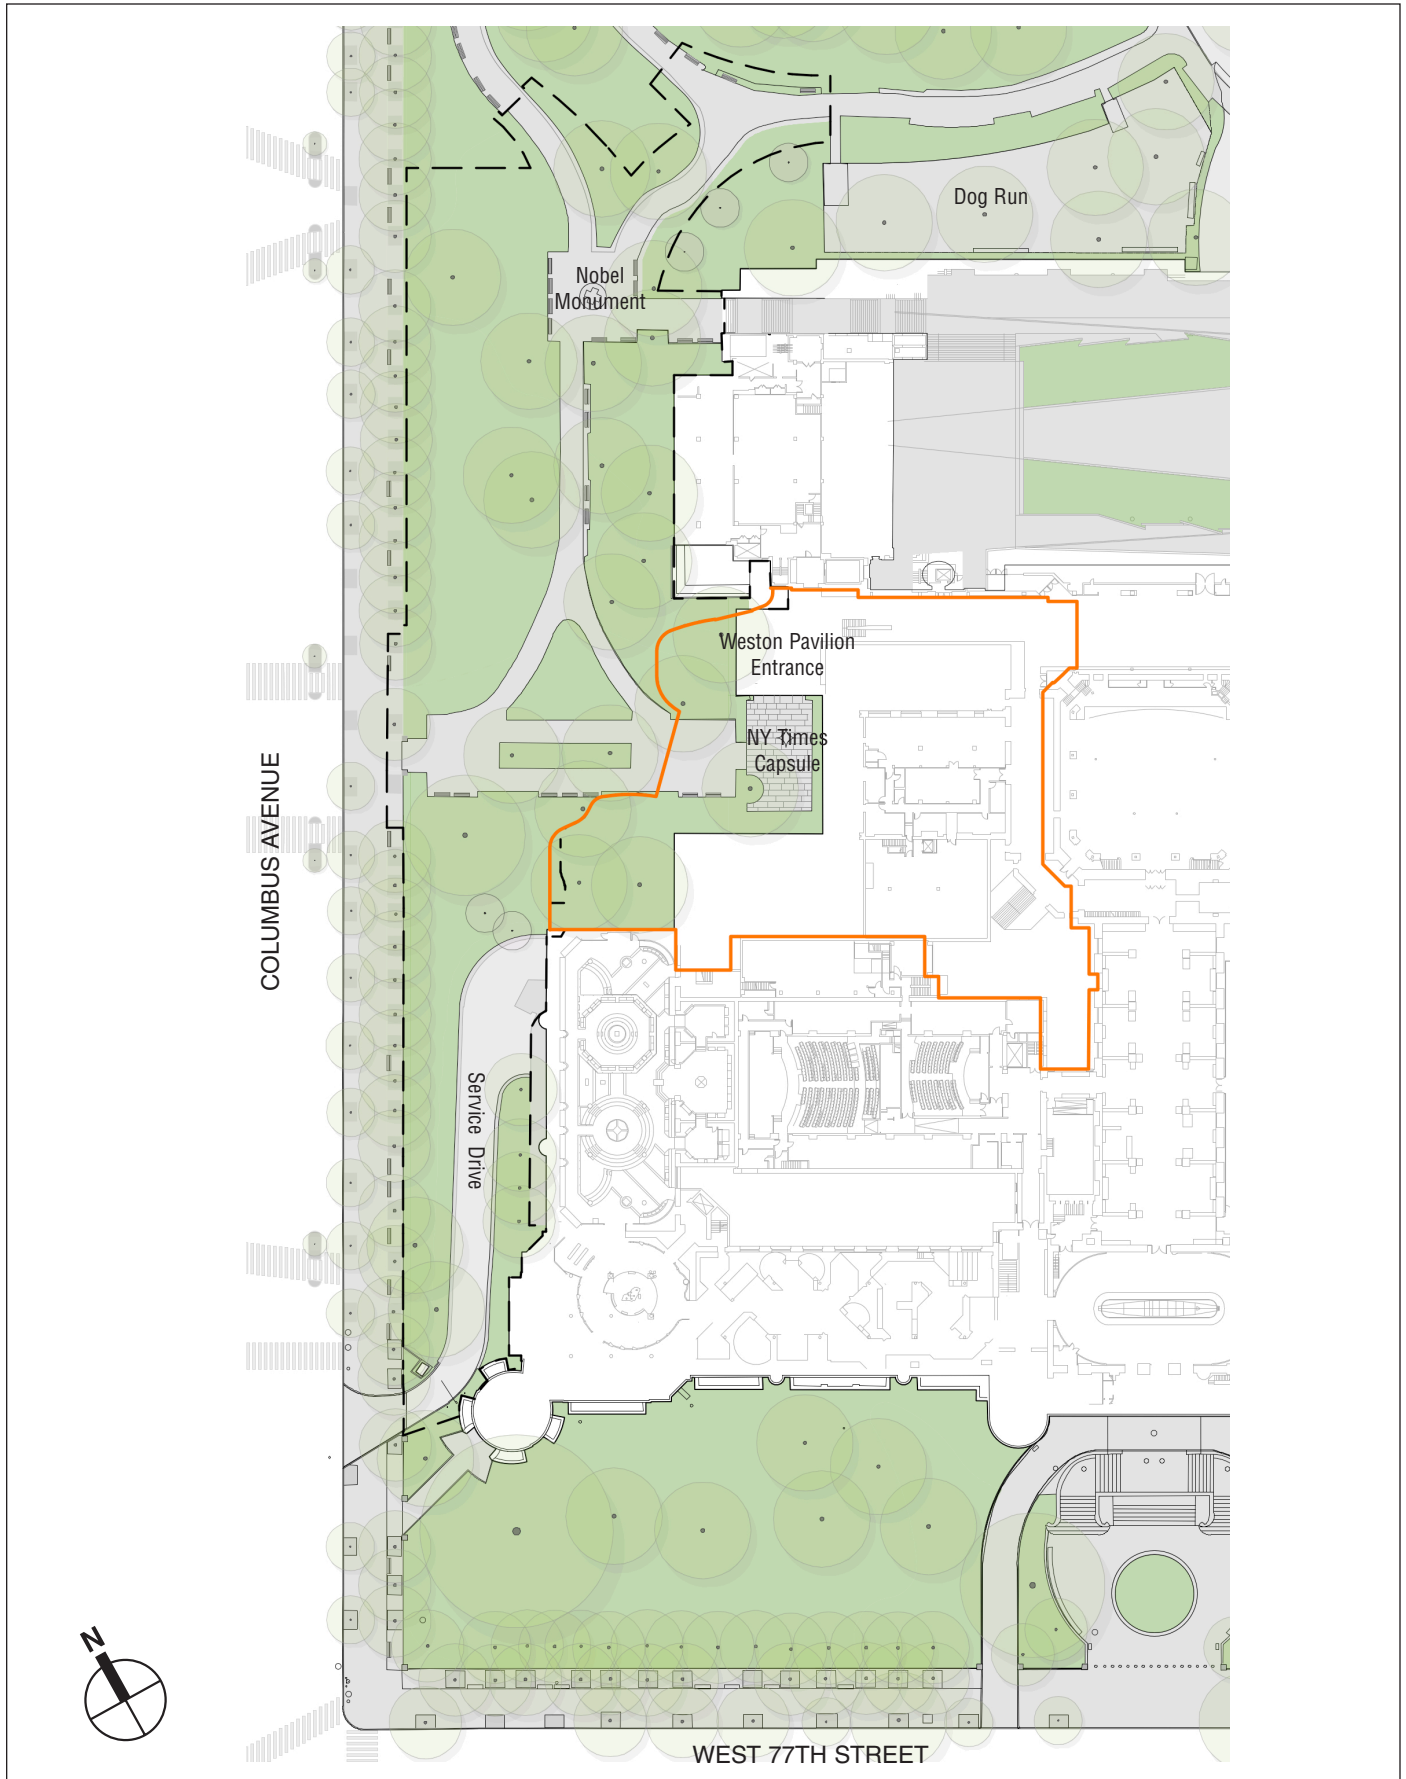 Dog Run
Nobel
Monument
Weston Pavilion
Entrance
NY Times
Capsule
COLUMBUS AVENUE
Service Drive
N
WEST 77TH STREET